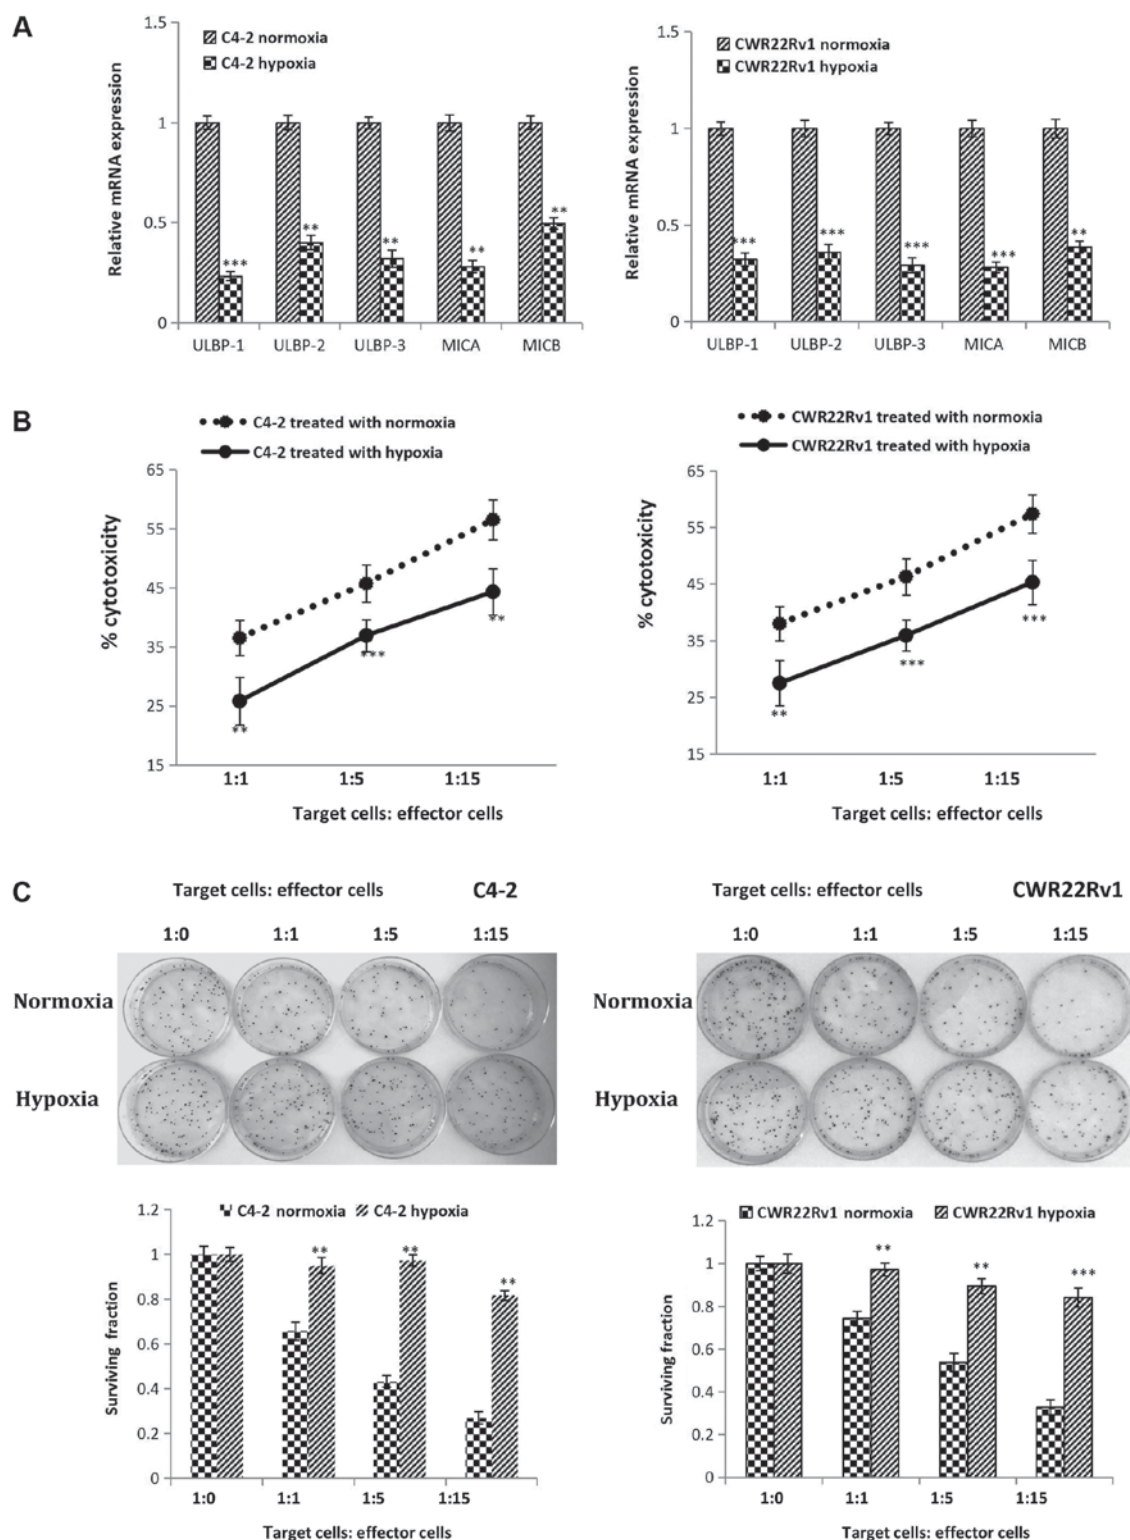 A
1.5
C4-2 normoxia
C4-2 hypoxia
Relative mRNA expression
1
0.5
0
***
**
**
**
**
ULBP-1 ULBP-2 ULBP-3 MICA MICB
1.5
CWR22Rv1 normoxia
CWR22Rv1 hypoxia
Relative mRNA expression
1
0.5
0
***
***
***
***
**
ULBP-1 ULBP-2 ULBP-3 MICA MICB
B
C4-2 treated with normoxia
C4-2 treated with hypoxia
% cytotoxicity
65
55
45
35
25
15
**
***
**
1:1 1:5 1:15
Target cells: effector cells
CWR22Rv1 treated with normoxia
CWR22Rv1 treated with hypoxia
% cytotoxicity
65
55
45
35
25
15
**
***
***
1:1 1:5 1:15
Target cells: effector cells
C
Target cells: effector cells C4-2
1:0 1:1 1:5 1:15
Normoxia
Hypoxia
Target cells: effector cells CWR22Rv1
1:0 1:1 1:5 1:15
Normoxia
Hypoxia
C4-2 normoxia C4-2 hypoxia
Surviving fraction
1.2
1
0.8
0.6
0.4
0.2
0
**
**
**
1:0 1:1 1:5 1:15
Target cells: effector cells
CWR22Rv1 normoxia CWR22Rv1 hypoxia
Surviving fraction
1.2
1
0.8
0.6
0.4
0.2
0
**
**
***
1:0 1:1 1:5 1:15
Target cells: effector cells